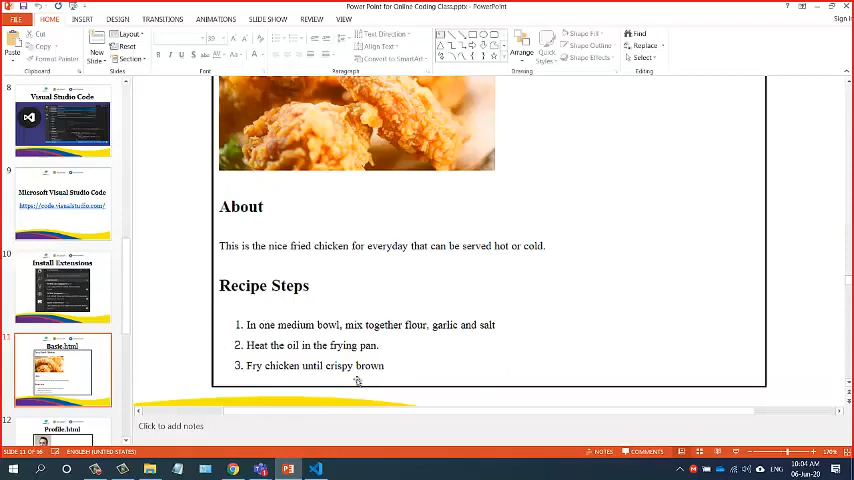 Power Point for Online Coding Class.pptx - PowerPoint
Sign in
FILE HOME INSERT DESIGN TRANSITIONS ANIMATIONS SLIDE SHOW REVIEW VIEW
Paste
Cut
Copy
Format Painter
Clipboard
New Slide
Layout
Reset
Section
Slides
39
Font
Text Direction
Align Text
Convert to SmartArt
Paragraph
Arrange
Quick Styles
Shape Fill
Shape Outline
Shape Effects
Drawing
Find
Replace
Select
Editing
8
Visual Studio Code
9
Microsoft Visual Studio Code
https://code.visualstudio.com/
10
Install Extensions
11
Basic.html
12
Profile.html
About
This is the nice fried chicken for everyday that can be served hot or cold.
Recipe Steps
1. In one medium bowl, mix together flour, garlic and salt
2. Heat the oil in the frying pan.
3. Fry chicken until crispy brown
Click to add notes
SLIDE 11 OF 16 ENGLISH (UNITED STATES) NOTES COMMENTS 170%
ENG
10:04 AM
06-Jun-20